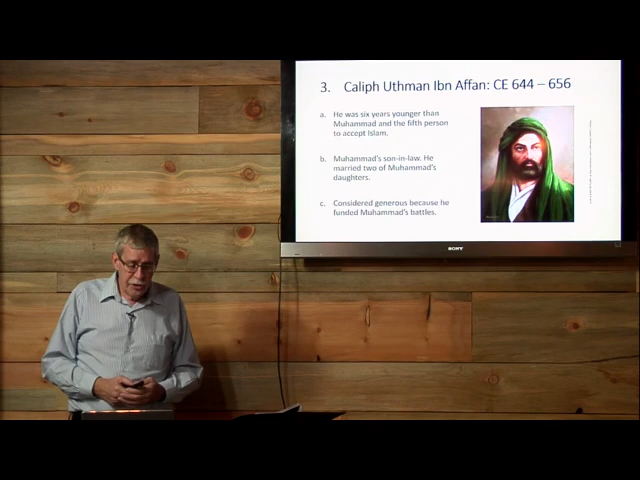 3. Caliph Uthman Ibn Affan: CE 644 – 656
a. He was six years younger than
Muhammad and the fifth person
to accept Islam.
b. Muhammad's son-in-law. He
married two of Muhammad's
daughters.
c. Considered generous because he
funded Muhammad's battles.
SONY